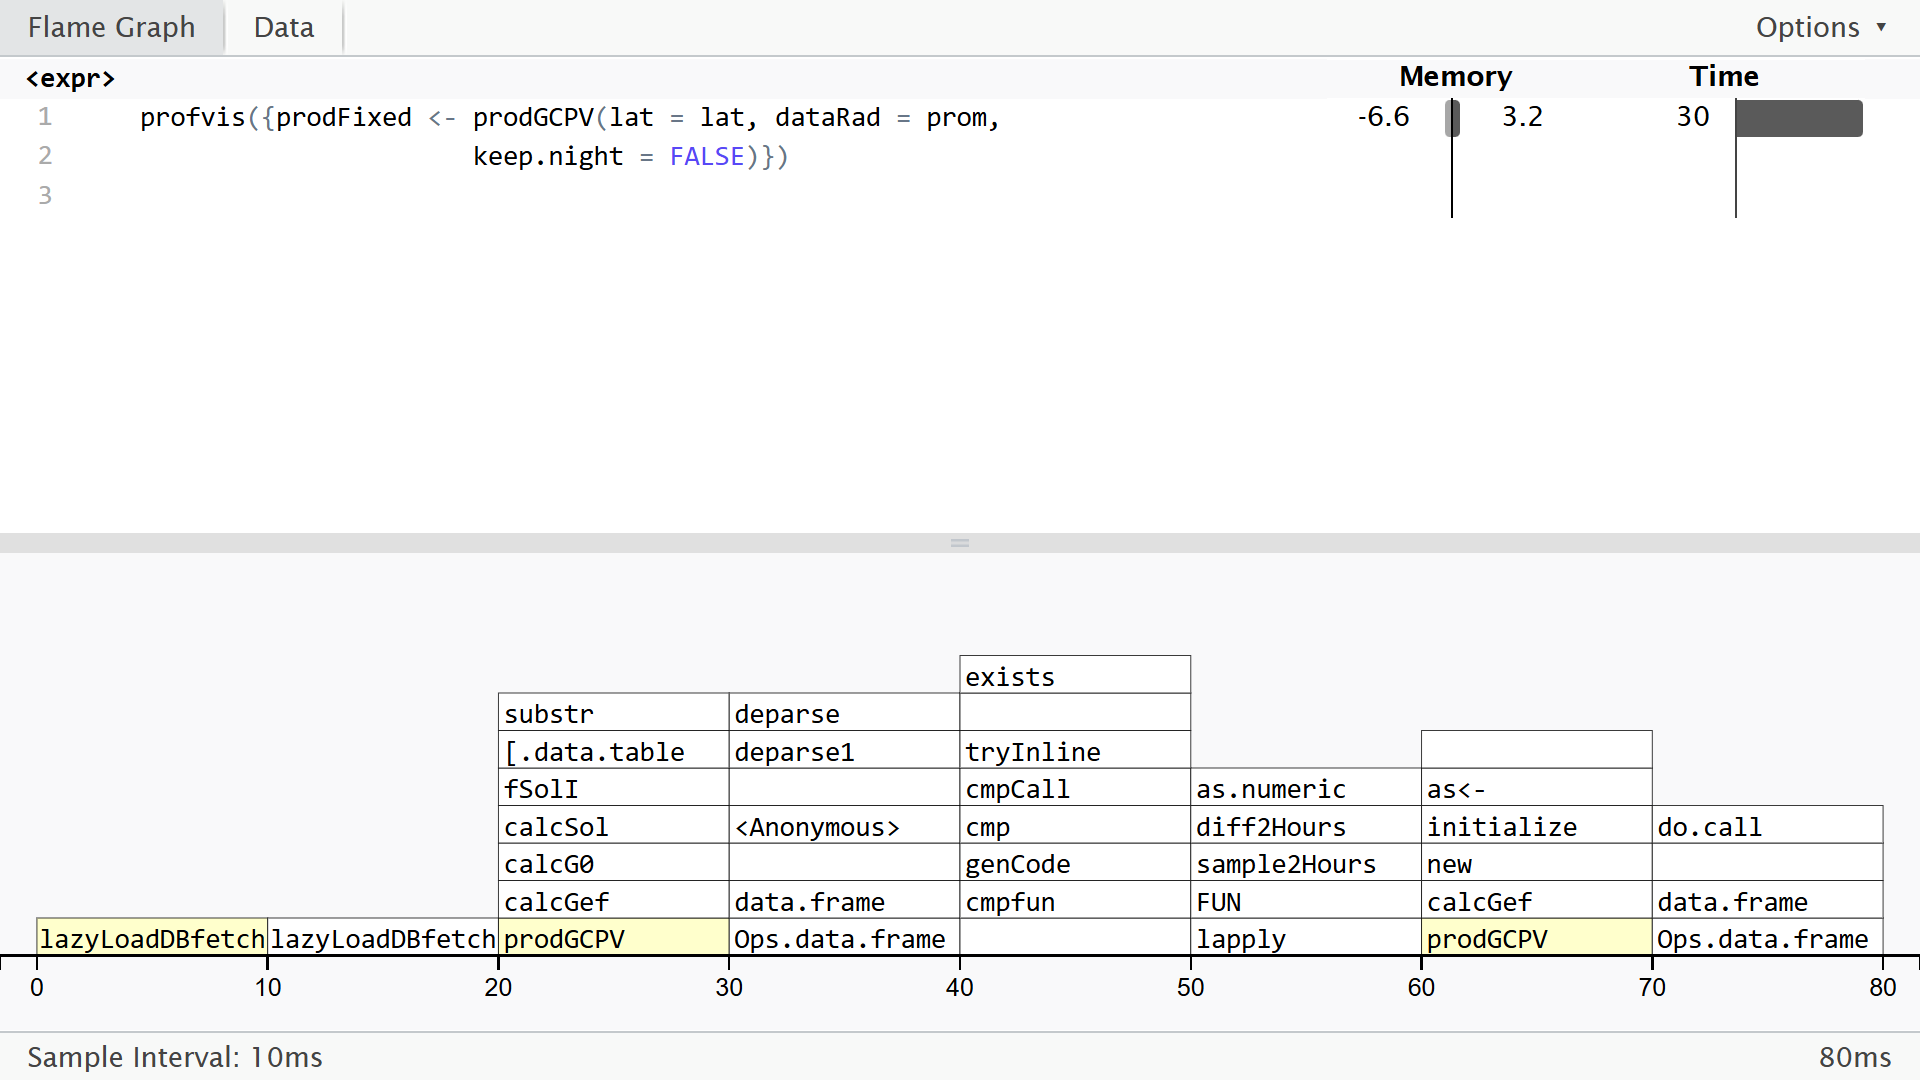 Flame Graph Data Options ▼
<expr> Memory Time
1 profvis({prodFixed <- prodGCPV(lat = lat, dataRad = prom, -6.6 3.2 30
2 keep.night = FALSE)})
3
exists
substr deparse
[.data.table deparse1 tryInline
fSolI cmpCall as.numeric as<-
calcSol <Anonymous> cmp diff2Hours initialize do.call
calcG0 genCode sample2Hours new
calcGef data.frame cmpfun FUN calcGef data.frame
lazyLoadDBfetch lazyLoadDBfetch prodGCPV Ops.data.frame lapply prodGCPV Ops.data.frame
0 10 20 30 40 50 60 70 80
Sample Interval: 10ms 80ms